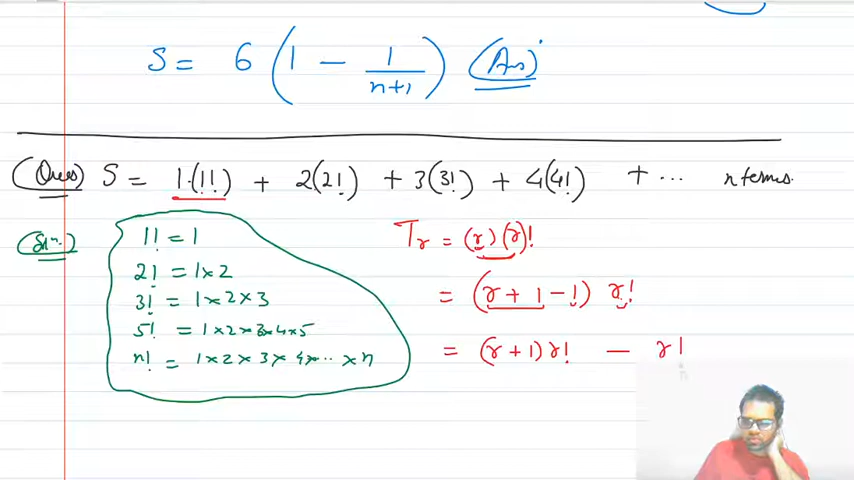 S = 6 ( 1 - 1/(n+1) ) (Ans)
(Ques) S = 1.(1!) + 2(2!) + 3(3!) + 4(4!) + ... n terms.
(Sn.)
1! = 1
2! = 1×2
3! = 1×2×3
5! = 1×2×3×4×5
n! = 1×2×3×4×...×n
Tr = (r)(r)!
= (r + 1 - 1) r!
= (r + 1) r! - r!